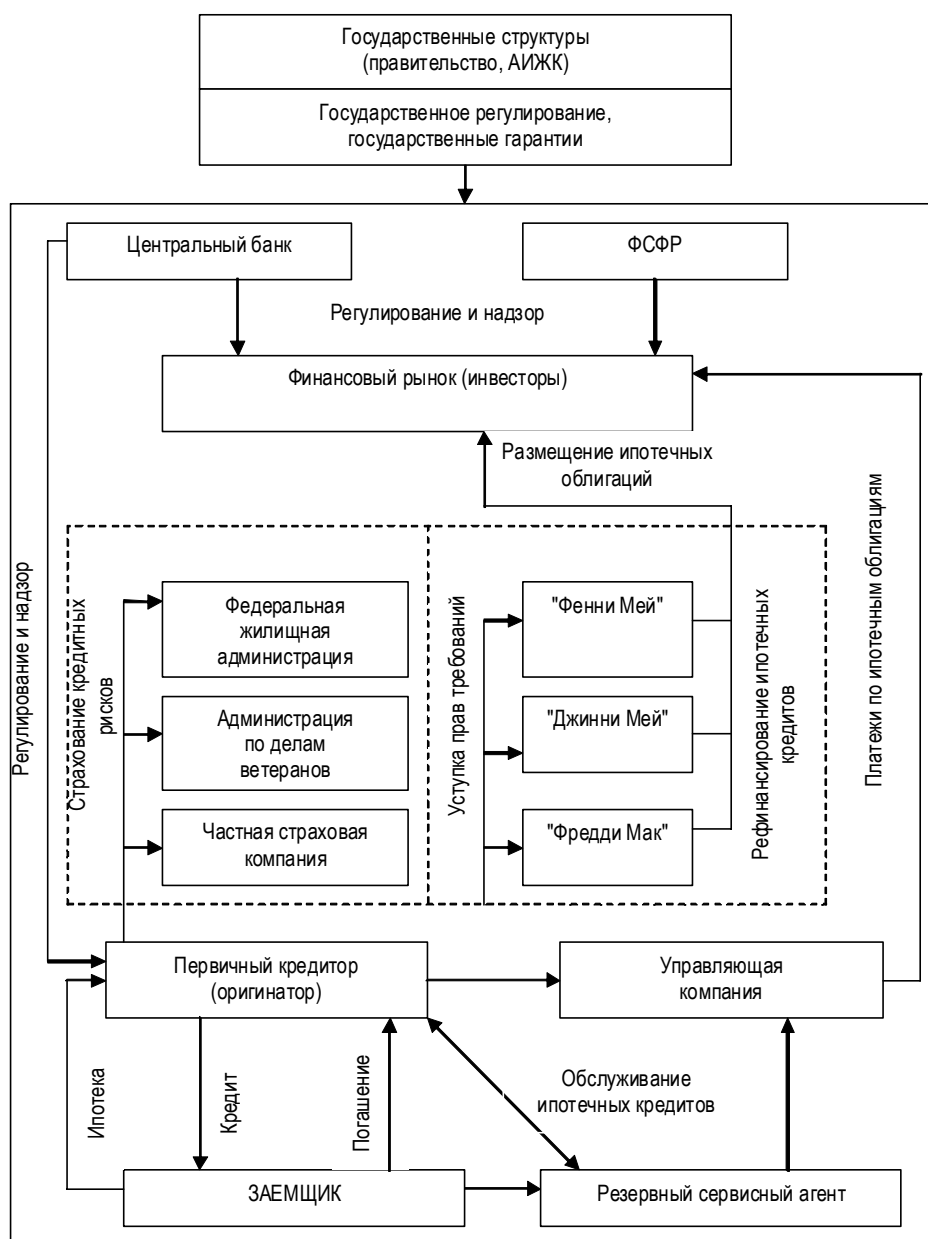 Государственные структуры
(правительство, АИЖК)
Государственное регулирование,
государственные гарантии
Центральный банк
ФСФР
Регулирование и надзор
Финансовый рынок (инвесторы)
Размещение ипотечных
облигаций
Регулирование и надзор
Страхование кредитных
рисков
Федеральная
жилищная
администрация
Администрация
по делам
ветеранов
Частная страховая
компания
Уступка прав требований
"Фенни Мей"
"Джинни Мей"
"Фредди Мак"
Рефинансирование ипотечных
кредитов
Платежи по ипотечным облигациям
Первичный кредитор
(оригинатор)
Управляющая
компания
Ипотека
Кредит
Погашение
Обслуживание
ипотечных кредитов
ЗАЕМЩИК
Резервный сервисный агент